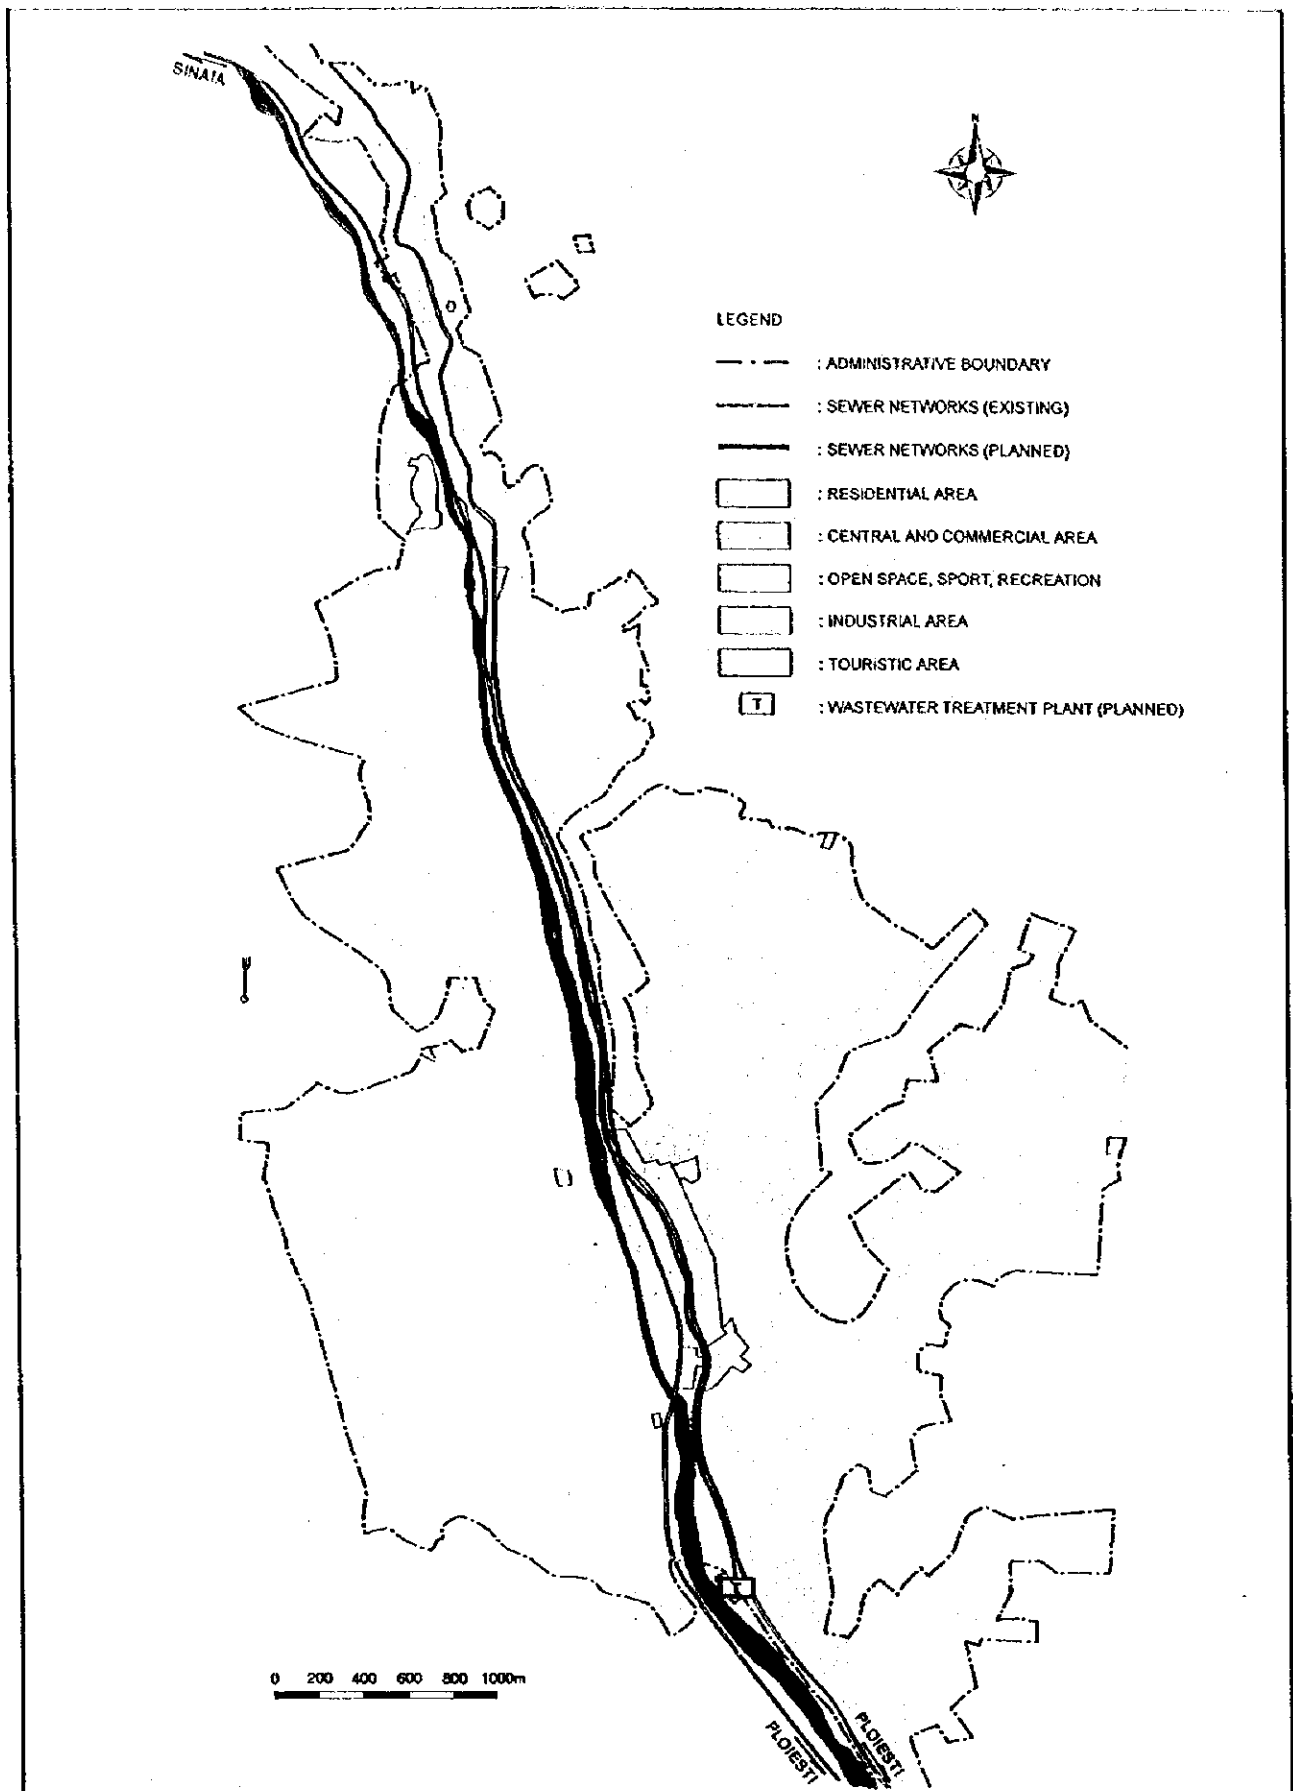 SINAIA
N
LEGEND
: ADMINISTRATIVE BOUNDARY
: SEWER NETWORKS (EXISTING)
: SEWER NETWORKS (PLANNED)
: RESIDENTIAL AREA
: CENTRAL AND COMMERCIAL AREA
: OPEN SPACE, SPORT, RECREATION
: INDUSTRIAL AREA
: TOURISTIC AREA
T : WASTEWATER TREATMENT PLANT (PLANNED)
T
0 200 400 600 800 1000m
PLOIESTI
PLOIESTI